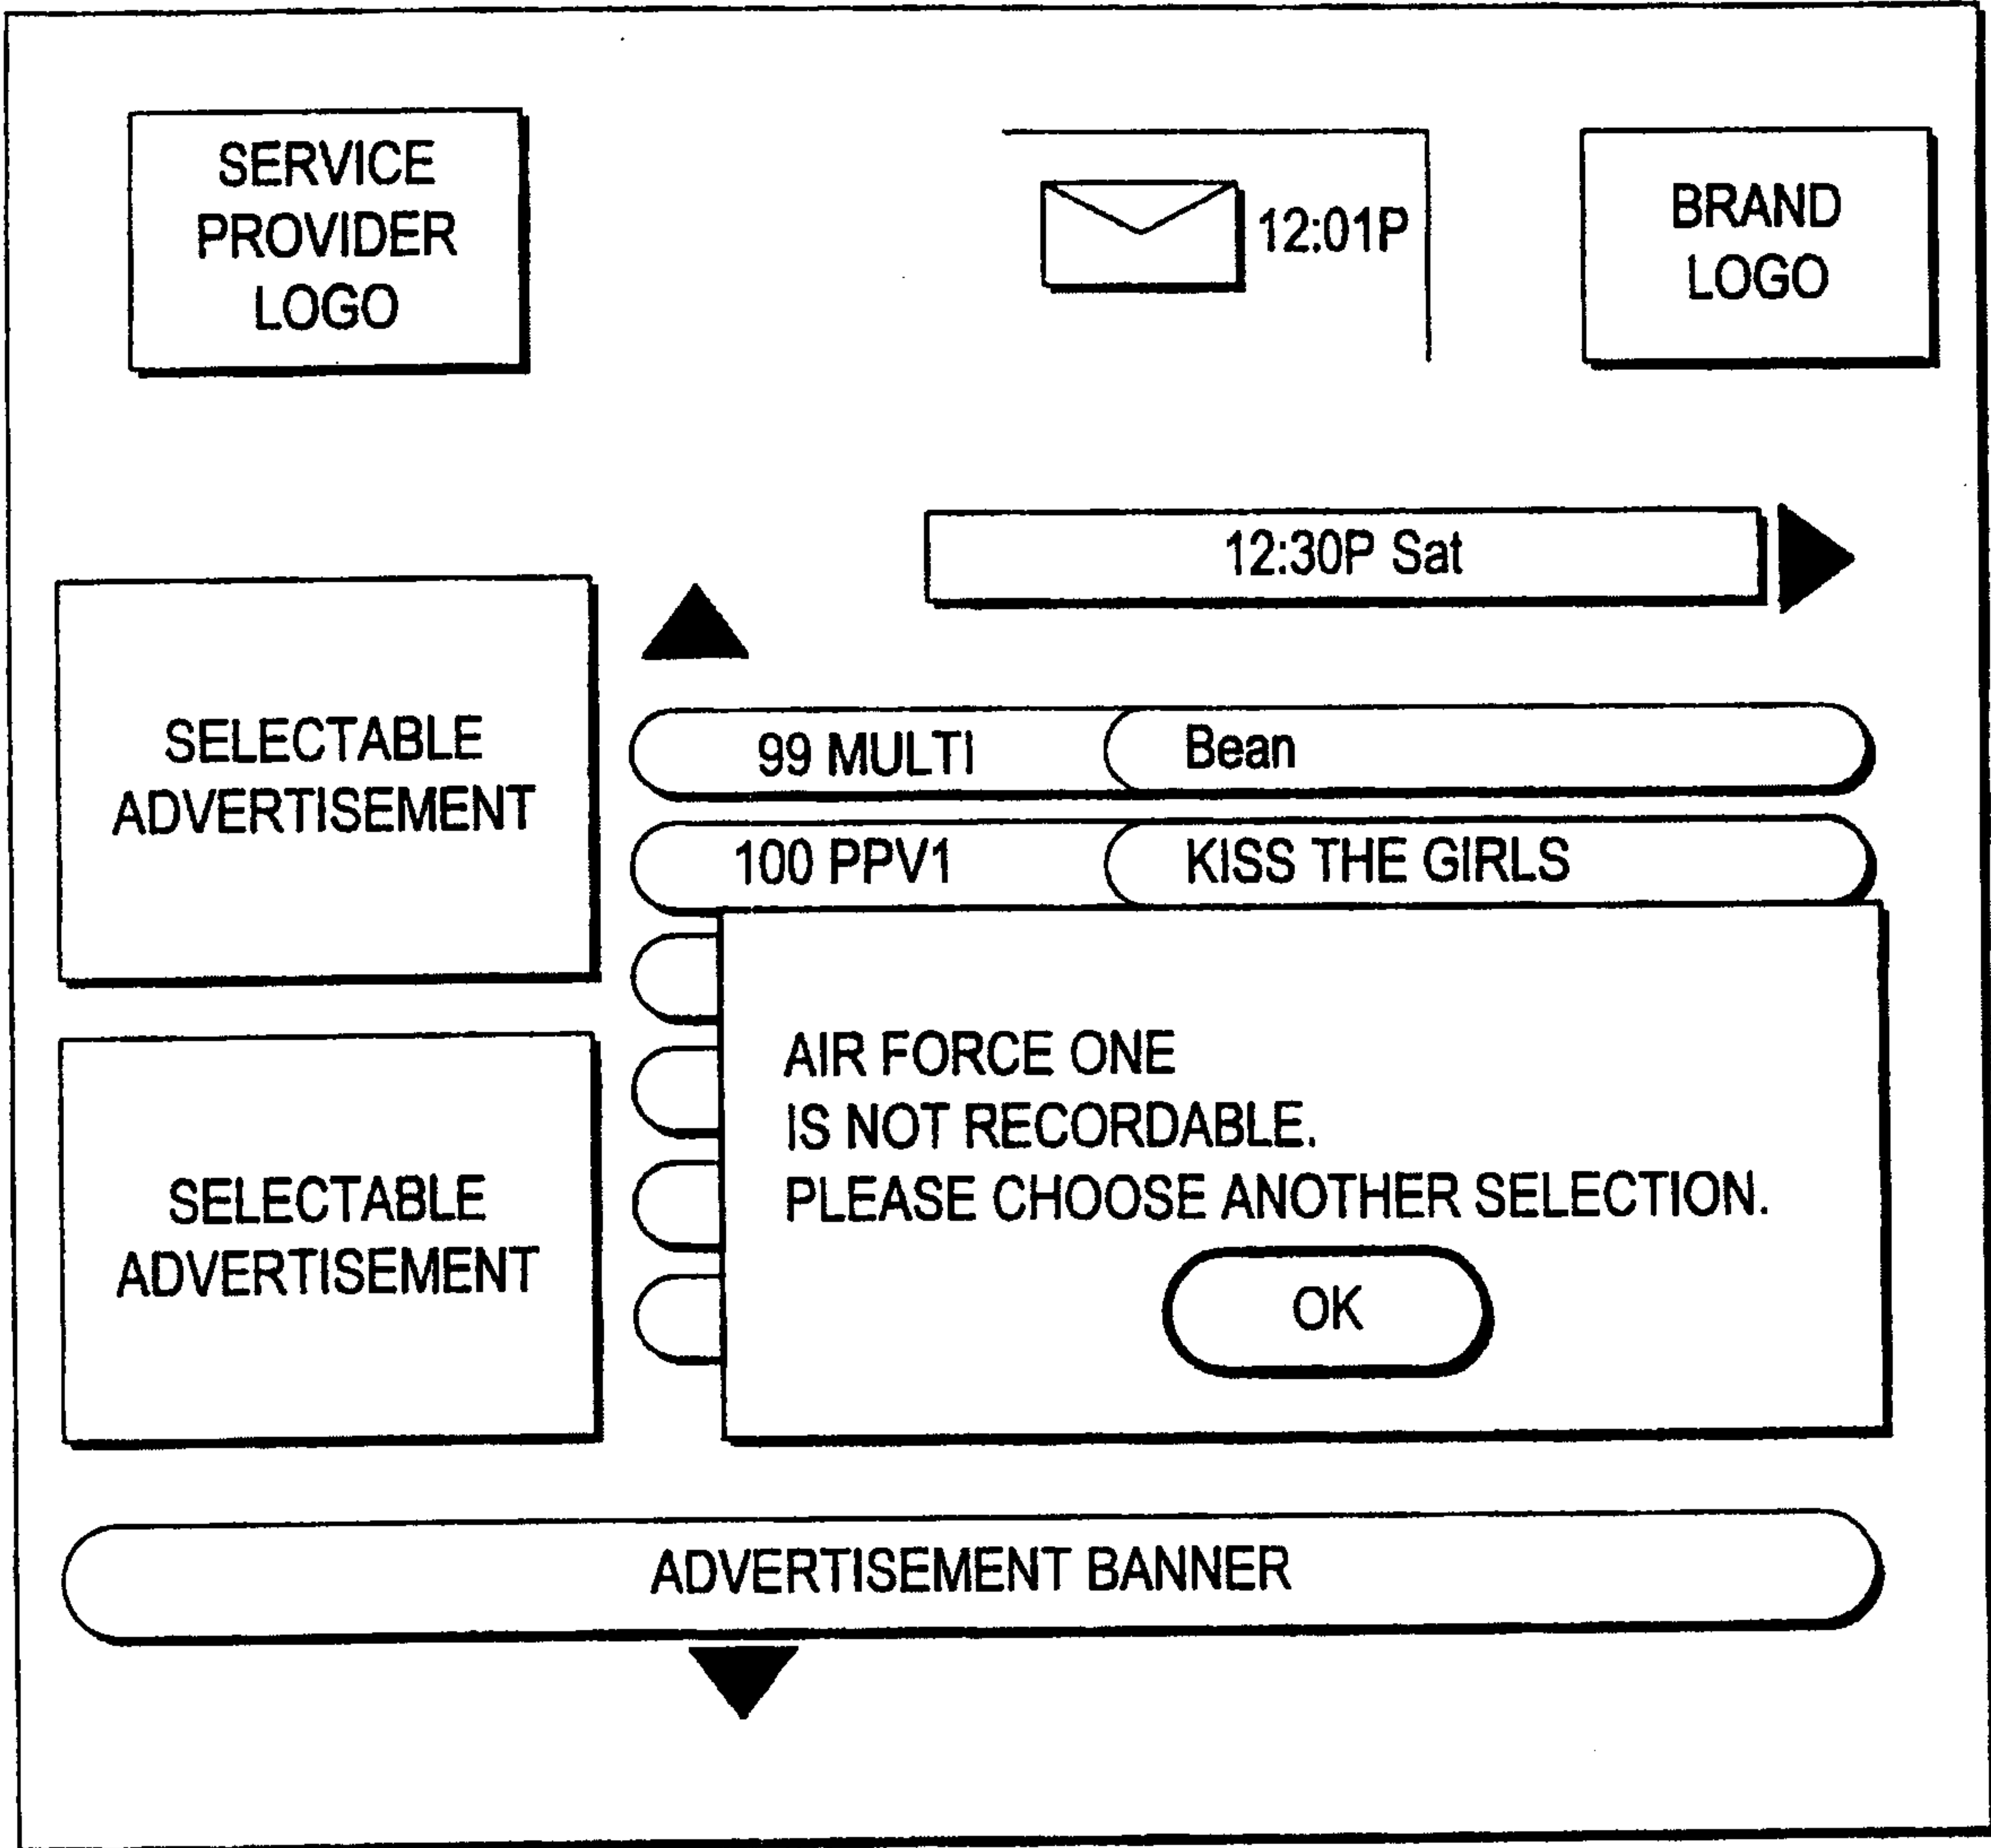 SERVICE
PROVIDER
LOGO
12:01P
BRAND
LOGO
12:30P Sat
SELECTABLE
ADVERTISEMENT
99 MULTI Bean
100 PPV1 KISS THE GIRLS
AIR FORCE ONE
IS NOT RECORDABLE.
PLEASE CHOOSE ANOTHER SELECTION.
OK
SELECTABLE
ADVERTISEMENT
ADVERTISEMENT BANNER